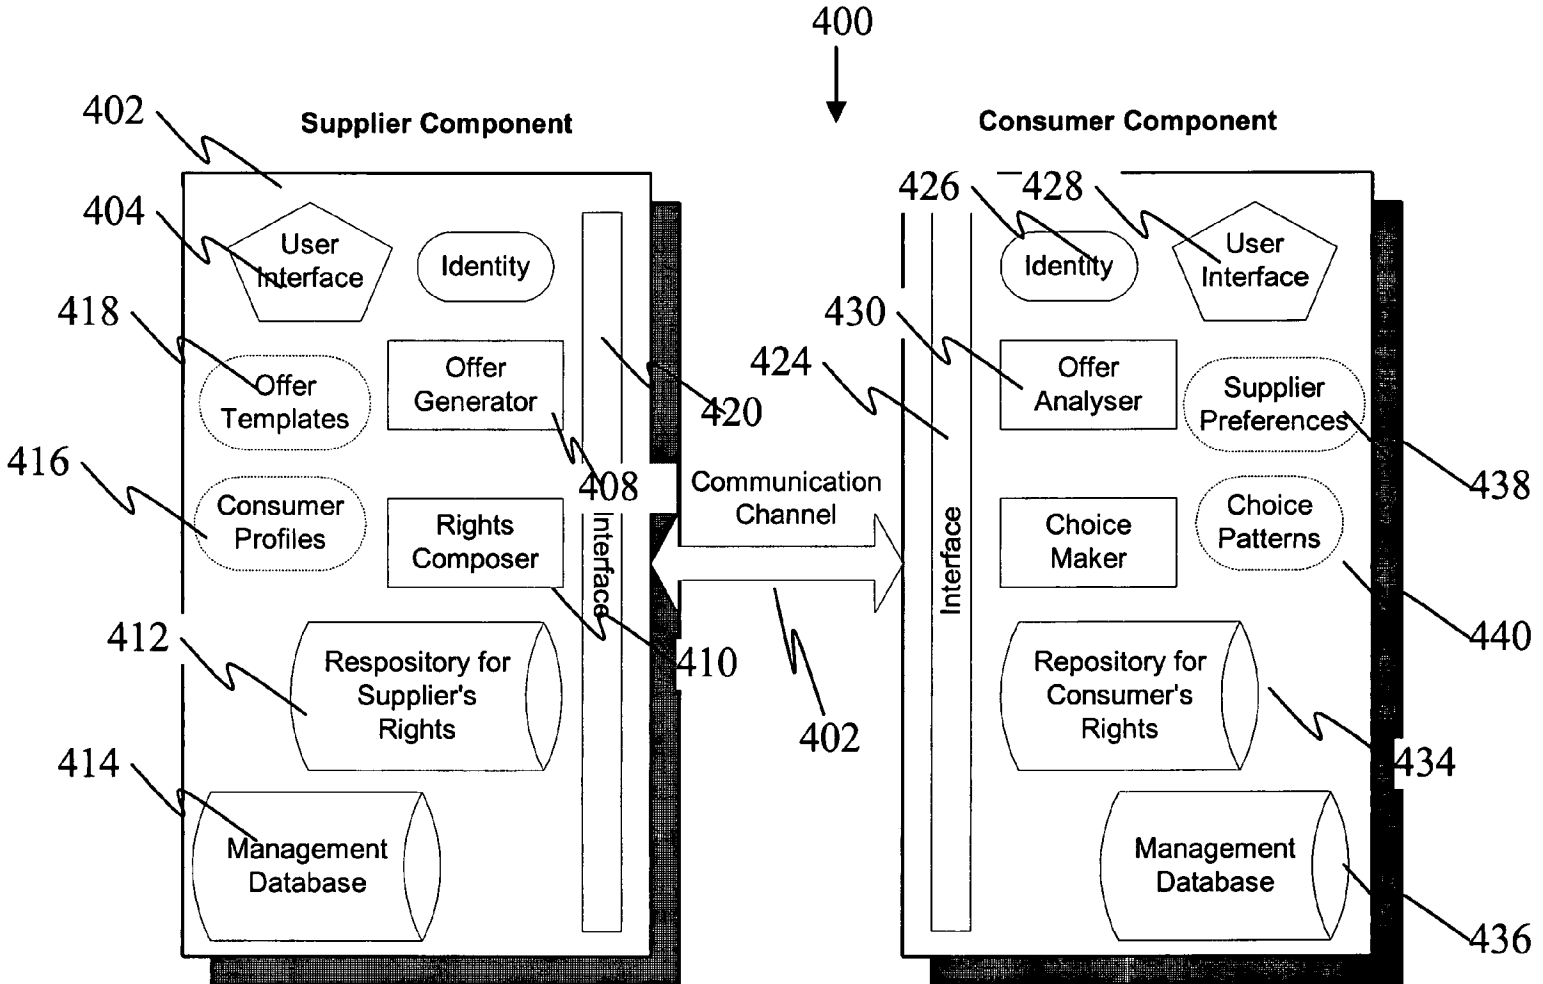 400
402
Supplier Component
Consumer Component
404
User
Interface
Identity
426
428
Identity
User
Interface
418
Offer
Templates
Offer
Generator
420
430
424
Offer
Analyser
Supplier
Preferences
416
Consumer
Profiles
408
Rights
Composer
Interface
Communication
Channel
Interface
Choice
Maker
Choice
Patterns
438
412
Respository for
Supplier's
Rights
410
402
Repository for
Consumer's
Rights
440
434
414
Management
Database
Management
Database
436